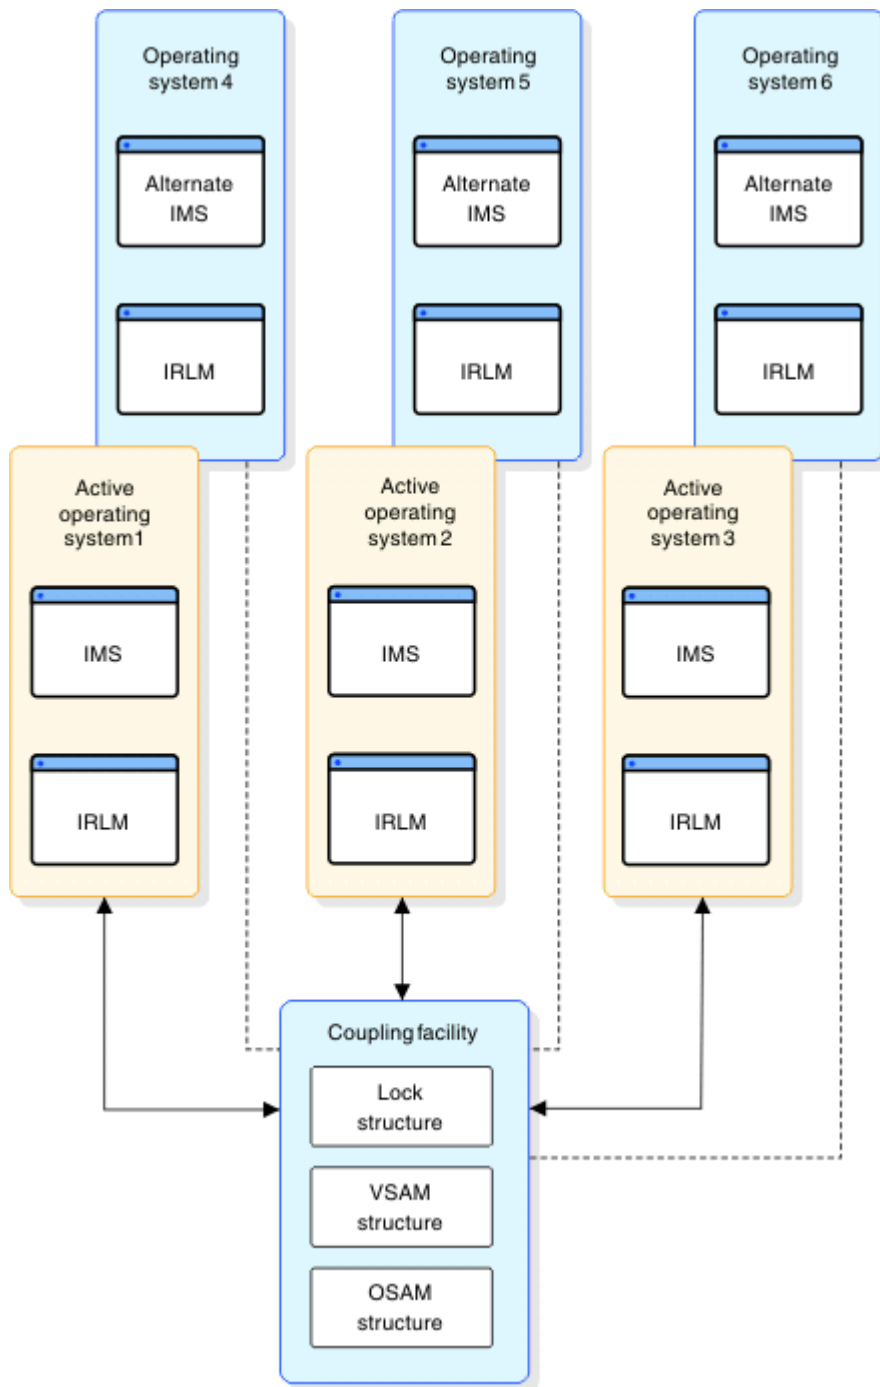 Operating
system 4
Alternate
IMS
IRLM
Operating
system 5
Alternate
IMS
IRLM
Operating
system 6
Alternate
IMS
IRLM
Active
operating
system1
IMS
IRLM
Active
operating
system 2
IMS
IRLM
Active
operating
system 3
IMS
IRLM
Coupling facility
Lock
structure
VSAM
structure
OSAM
structure